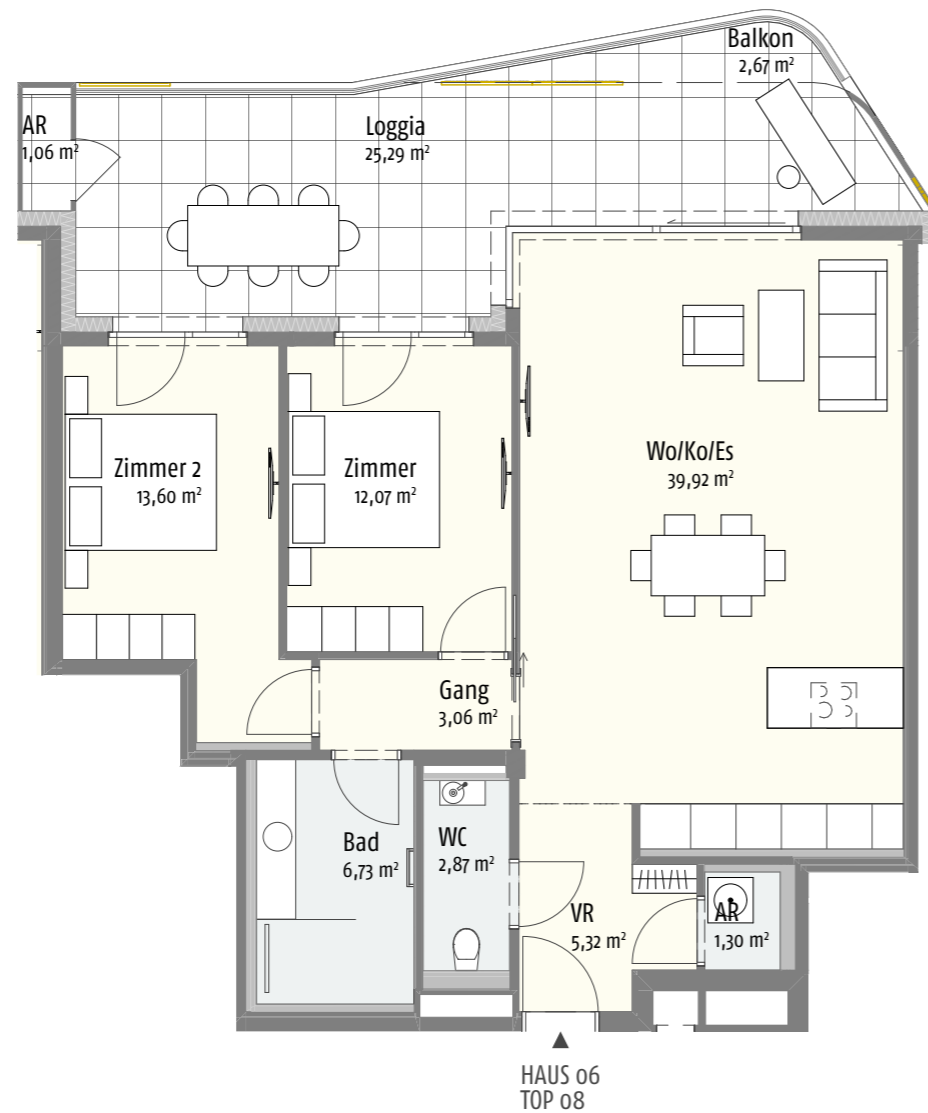 Balkon
2,67 m²
AR
1,06 m²
Loggia
25,29 m²
Zimmer 2
13,60 m²
Zimmer
12,07 m²
Wo/Ko/Es
39,92 m²
Gang
3,06 m²
Bad
6,73 m²
WC
2,87 m²
VR
5,32 m²
AR
1,30 m²
HAUS 06
TOP 08